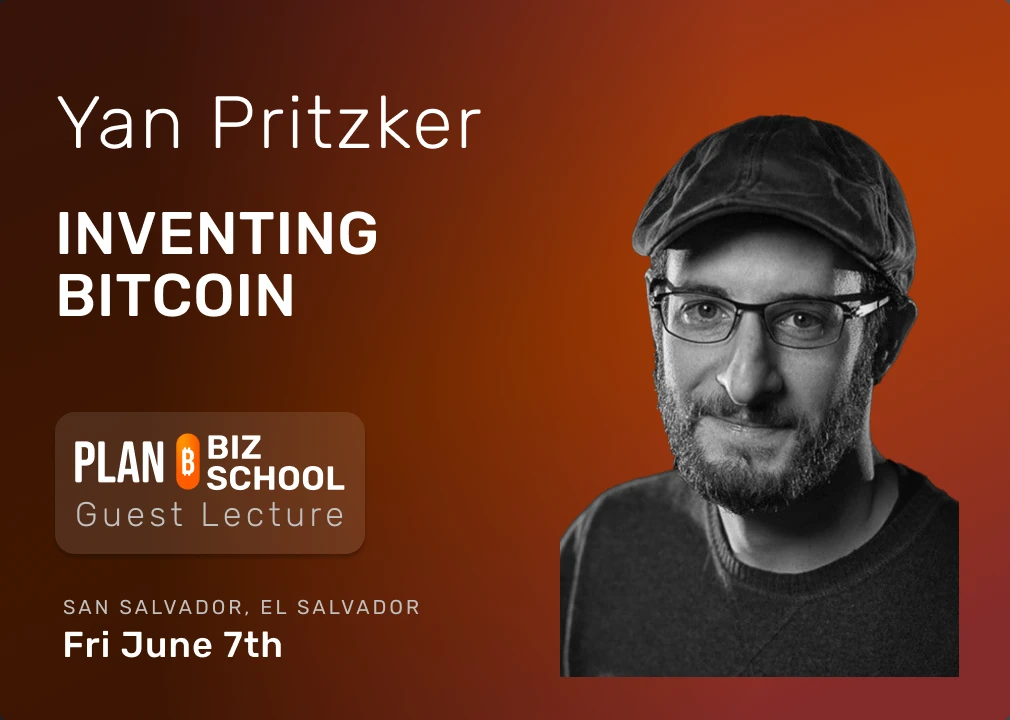 Yan Pritzker
INVENTING
BITCOIN
PLAN ₿ BIZ
SCHOOL
Guest Lecture
SAN SALVADOR, EL SALVADOR
Fri June 7th